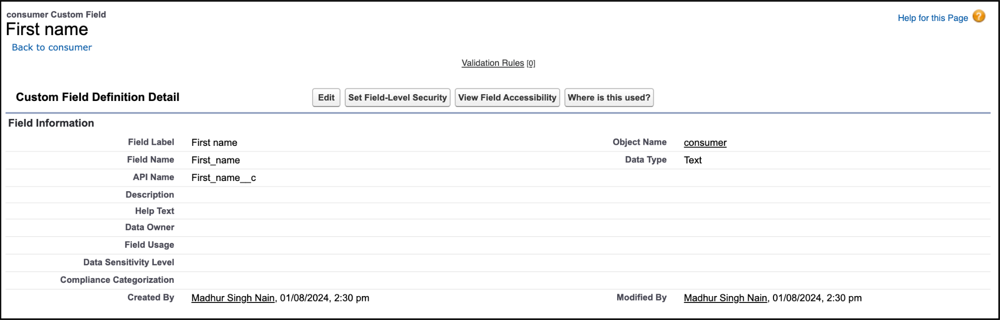 consumer Custom Field
First name
Help for this Page ?
Back to consumer
Validation Rules [0]
Custom Field Definition Detail
Edit Set Field-Level Security View Field Accessibility Where is this used?
Field Information
Field Label First name Object Name consumer
Field Name First_name Data Type Text
API Name First_name__c
Description
Help Text
Data Owner
Field Usage
Data Sensitivity Level
Compliance Categorization
Created By Madhur Singh Nain, 01/08/2024, 2:30 pm Modified By Madhur Singh Nain, 01/08/2024, 2:30 pm